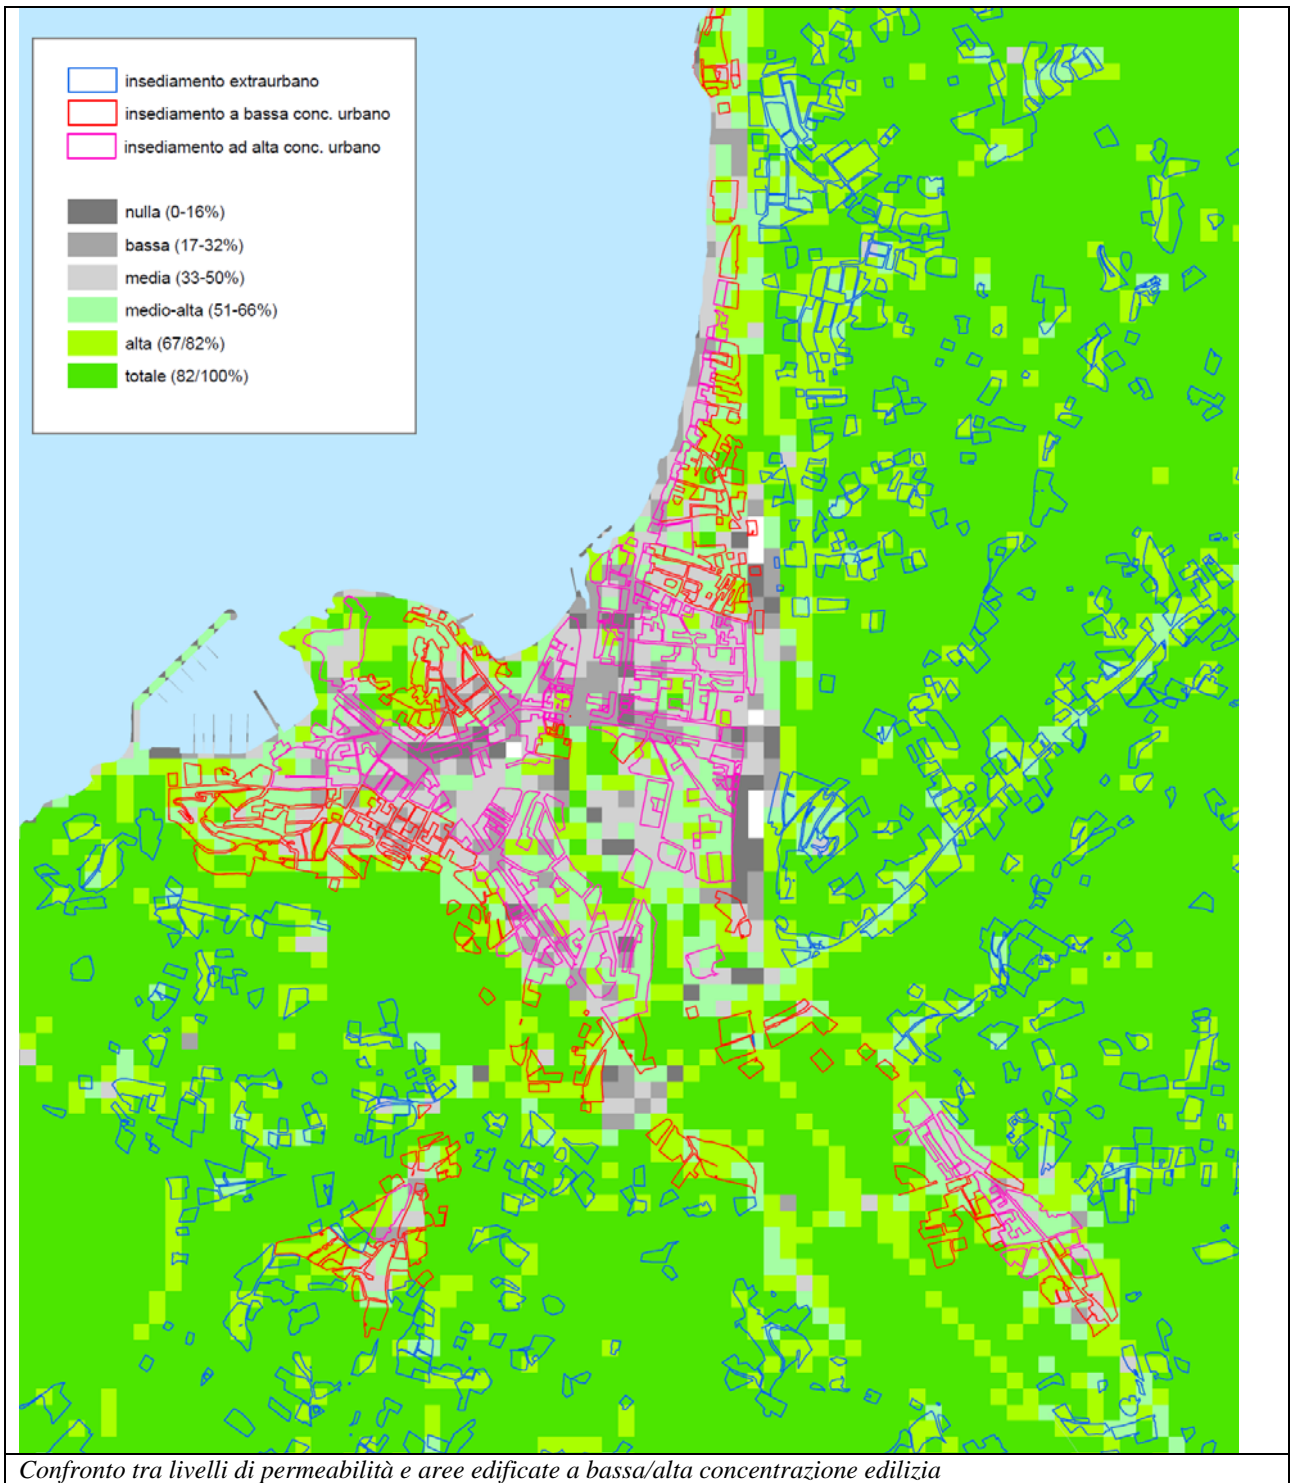 insediamento extraurbano
insediamento a bassa conc. urbano
insediamento ad alta conc. urbano
nulla (0-16%)
bassa (17-32%)
media (33-50%)
medio-alta (51-66%)
alta (67/82%)
totale (82/100%)
Confronto tra livelli di permeabilità e aree edificate a bassa/alta concentrazione edilizia